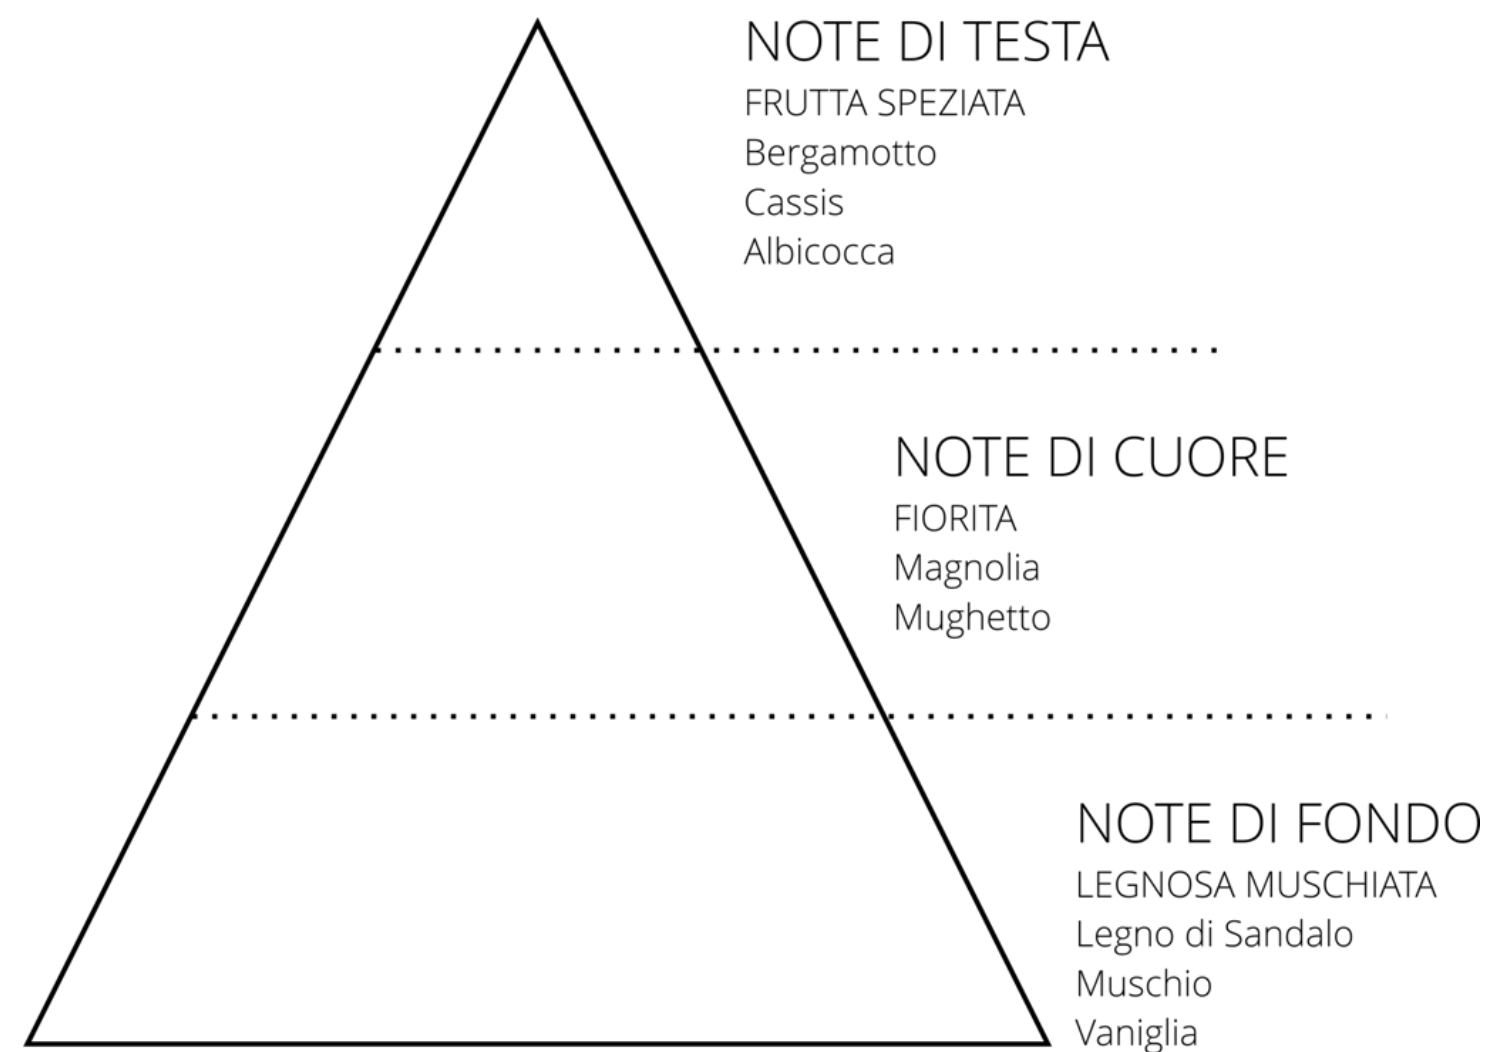 NOTE DI TESTA
FRUTTA SPEZIATA
Bergamotto
Cassis
Albicocca
NOTE DI CUORE
FIORITA
Magnolia
Mughetto
NOTE DI FONDO
LEGNOSA MUSCHIATA
Legno di Sandalo
Muschio
Vaniglia